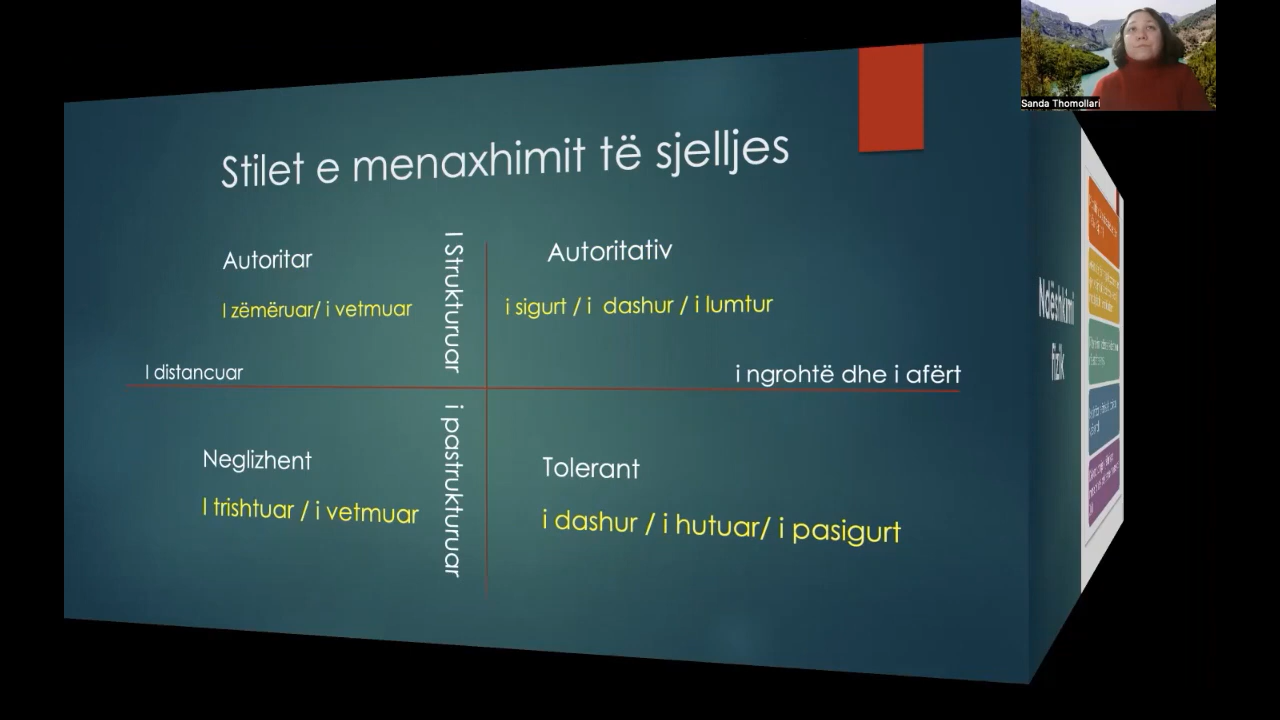 Sanda Thomollari
Stilet e menaxhimit të sjelljes
Autoritar
I zëmëruar/ i vetmuar
I Strukturuar
Autoritativ
i sigurt / i dashur / i lumtur
I distancuar
i ngrohtë dhe i afërt
Neglizhent
I trishtuar / i vetmuar
i pastrukturuar
Tolerant
i dashur / i hutuar/ i pasigurt
Ndëshkimi
fizik